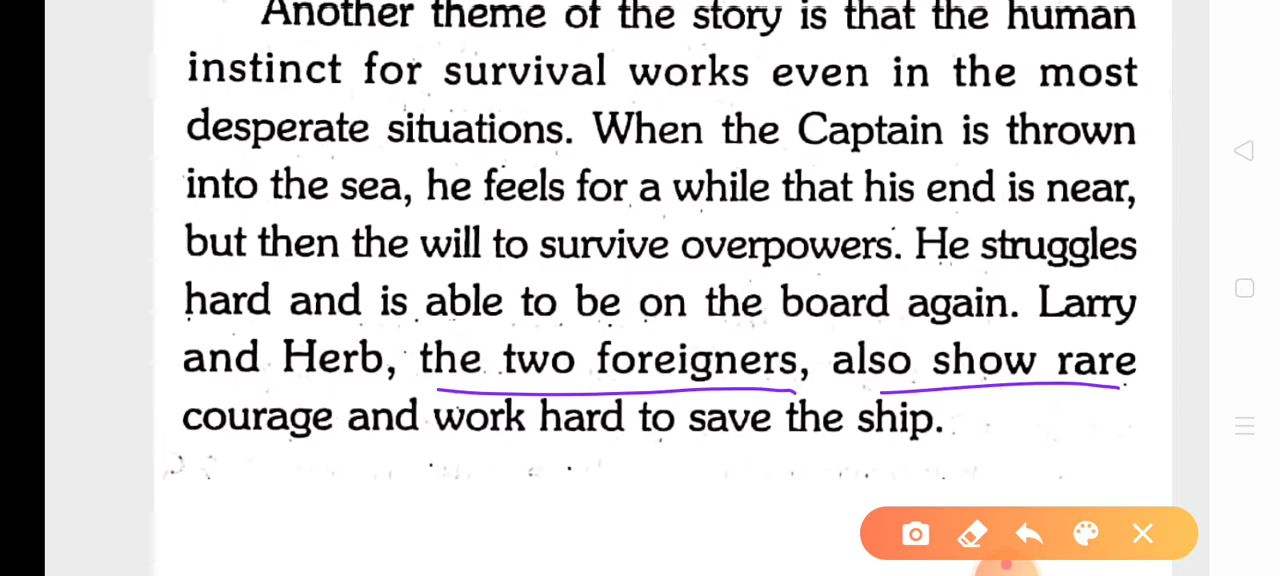 Another theme of the story is that the human
instinct for survival works even in the most
desperate situations. When the Captain is thrown
into the sea, he feels for a while that his end is near,
but then the will to survive overpowers. He struggles
hard and is able to be on the board again. Larry
and Herb, the two foreigners, also show rare
courage and work hard to save the ship.